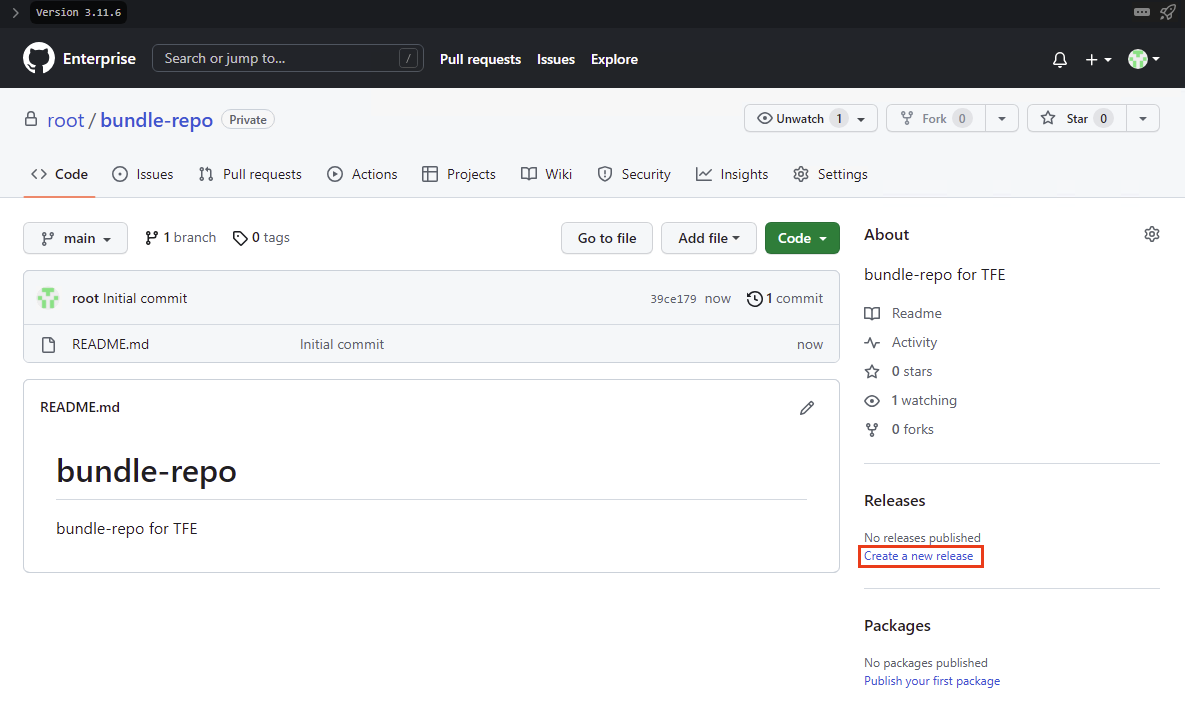 Version 3.11.6
Enterprise Search or jump to... / Pull requests Issues Explore
root / bundle-repo Private Unwatch 1 Fork 0 Star 0
Code Issues Pull requests Actions Projects Wiki Security Insights Settings
main 1 branch 0 tags Go to file Add file Code
root Initial commit 39ce179 now 1 commit
README.md Initial commit now
README.md
bundle-repo
bundle-repo for TFE
About
bundle-repo for TFE
Readme
Activity
0 stars
1 watching
0 forks
Releases
No releases published
Create a new release
Packages
No packages published
Publish your first package